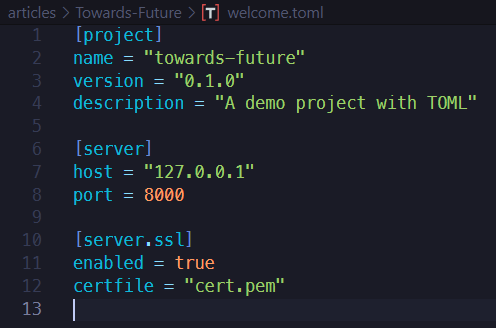 articles > Towards-Future > [T] welcome.toml
1 [project]
2 name = "towards-future"
3 version = "0.1.0"
4 description = "A demo project with TOML"
5
6 [server]
7 host = "127.0.0.1"
8 port = 8000
9
10 [server.ssl]
11 enabled = true
12 certfile = "cert.pem"
13